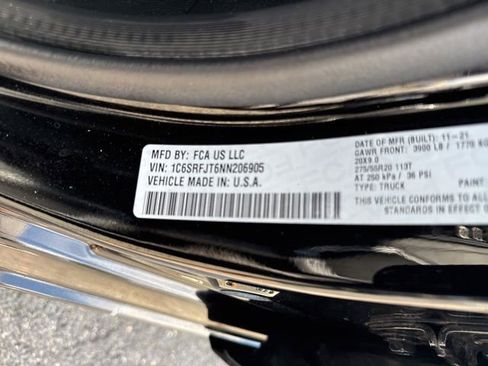 MFD BY: FCA US LLC
VIN: 1C6SRFJT6NN206905
VEHICLE MADE IN U.S.A.
DATE OF MFR (BUILT): 11-21
GAWR FRONT: 3900 LB / 1770 KG
20X9.0
275/55R20 113T
AT 250 kPa / 36 PSI
TYPE: TRUCK PAINT
THIS VEHICLE CONFORMS TO ALL
STANDARDS IN EFFECT